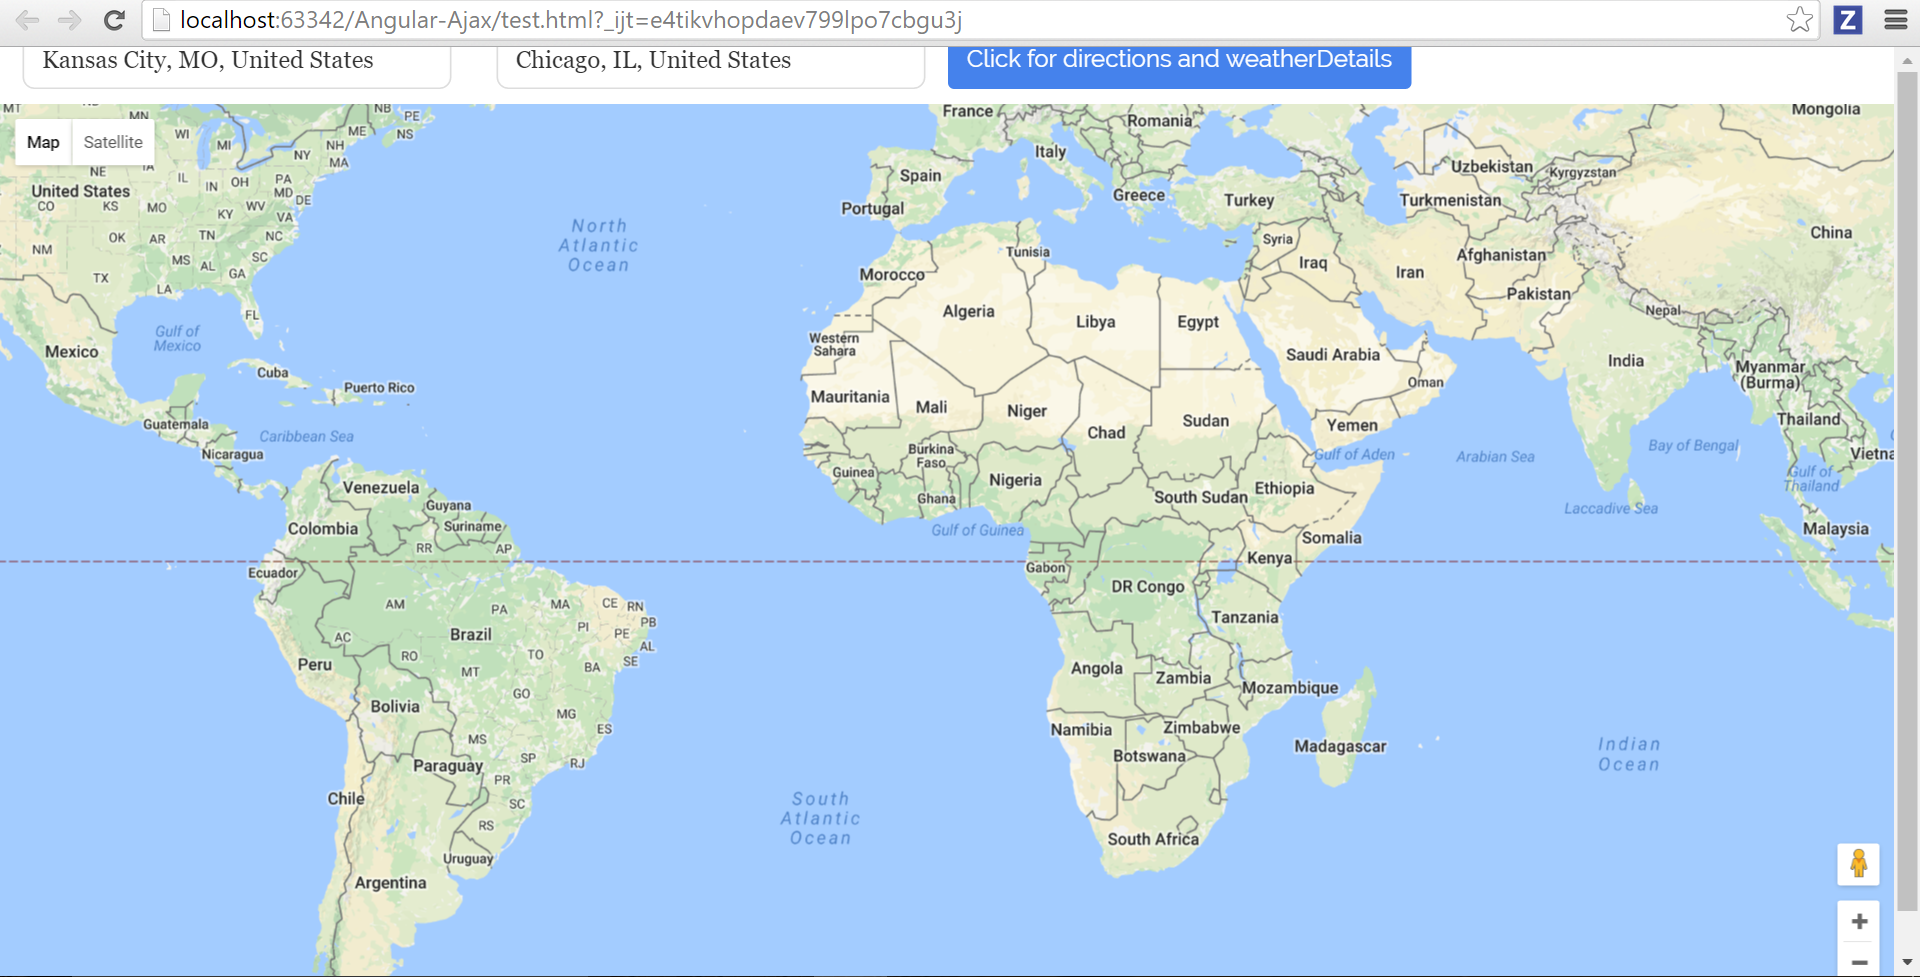 localhost:63342/Angular-Ajax/test.html?_ijt=e4tikvhopdaev799lpo7cbgu3j
Z
Kansas City, MO, United States
Chicago, IL, United States
Click for directions and weatherDetails
Map
Satellite
MT
MN
WI
MI
NB
PE
NS
ME
NH
NY
MA
NE
IA
IL
IN
OH
PA
MD
DE
United States
CO
KS
MO
KY
WV
VA
OK
AR
TN
NC
NM
MS
AL
SC
GA
TX
LA
FL
Gulf of
Mexico
Mexico
Cuba
Puerto Rico
Guatemala
Caribbean Sea
Nicaragua
North
Atlantic
Ocean
Venezuela
Guyana
Suriname
Colombia
RR
AP
Ecuador
AM
PA
MA
CE
RN
PB
PI
PE
AL
SE
AC
Brazil
RO
TO
BA
MT
Peru
GO
Bolivia
MG
ES
MS
SP
RJ
Paraguay
PR
SC
Chile
RS
Uruguay
Argentina
South
Atlantic
Ocean
France
Romania
Italy
Spain
Portugal
Greece
Turkey
Tunisia
Morocco
Algeria
Libya
Egypt
Western
Sahara
Mauritania
Mali
Niger
Chad
Sudan
Burkina
Faso
Guinea
Ghana
Nigeria
Gulf of Guinea
South Sudan
Ethiopia
Somalia
Kenya
Gabon
DR Congo
Tanzania
Angola
Zambia
Mozambique
Namibia
Zimbabwe
Botswana
Madagascar
South Africa
Mongolia
Uzbekistan
Kyrgyzstan
Turkmenistan
China
Syria
Iraq
Iran
Afghanistan
Pakistan
Nepal
Saudi Arabia
Oman
India
Myanmar
(Burma)
Yemen
Gulf of Aden
Arabian Sea
Bay of Bengal
Thailand
Vietna
Gulf of
Thailand
Laccadive Sea
Malaysia
Indian
Ocean
+
−